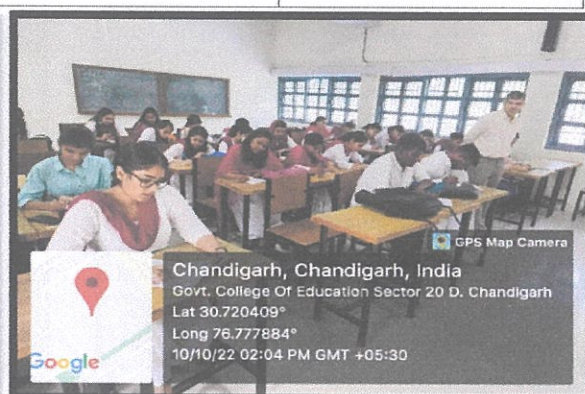 GPS Map Camera
Chandigarh, Chandigarh, India
Govt. College Of Education Sector 20 D. Chandigarh
Lat 30.720409°
Long 76.777884°
10/10/22 02:04 PM GMT +05:30
Google